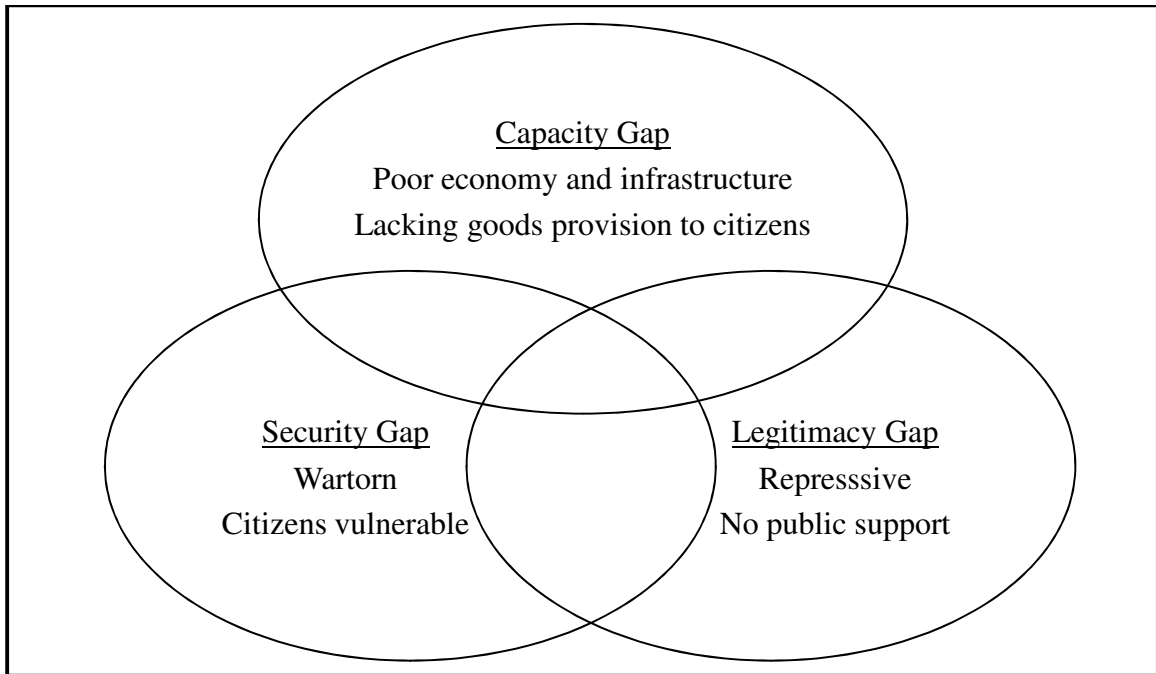 Capacity Gap
Poor economy and infrastructure
Lacking goods provision to citizens
Security Gap
Wartorn
Citizens vulnerable
Legitimacy Gap
Represssive
No public support